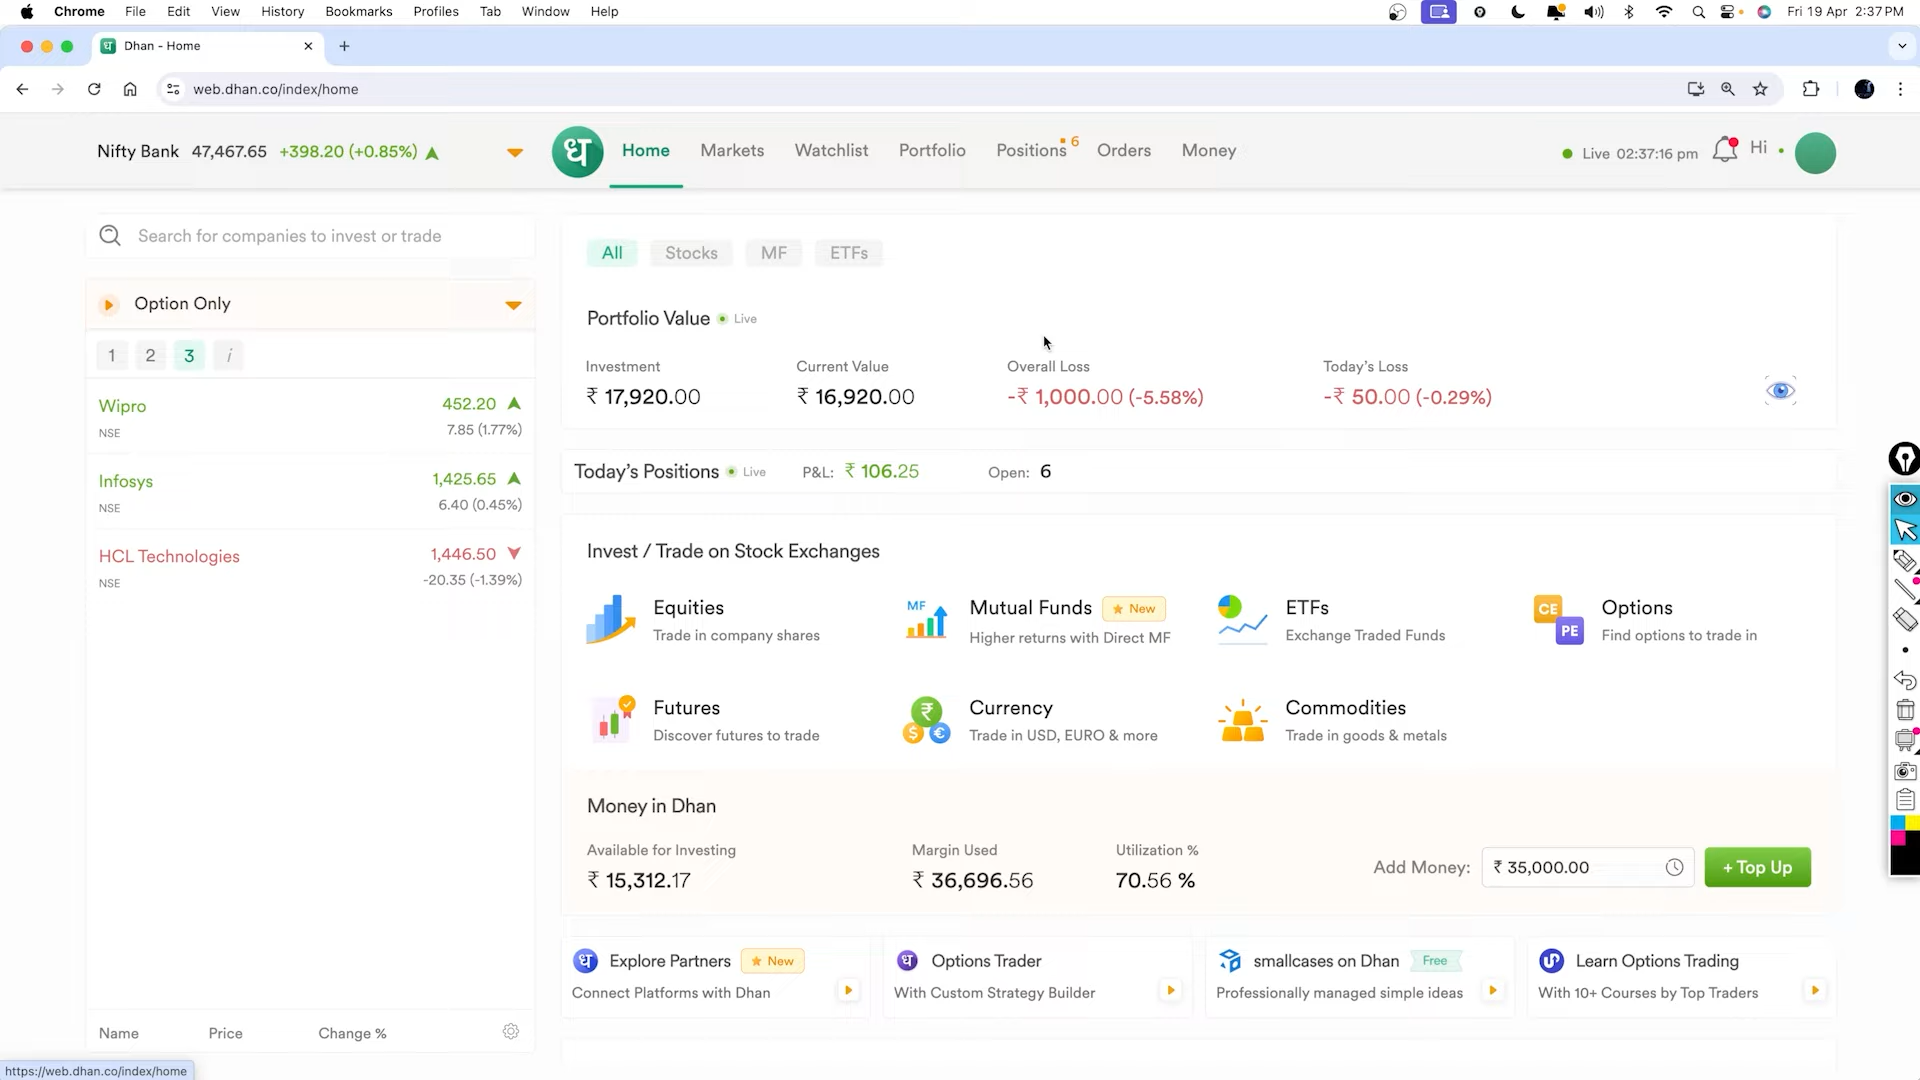 Chrome File Edit View History Bookmarks Profiles Tab Window Help Fri 19 Apr 2:37 PM
Dhan - Home
web.dhan.co/index/home
Nifty Bank 47,467.65 +398.20 (+0.85%)
ध Home Markets Watchlist Portfolio Positions 6 Orders Money
Live 02:37:16 pm Hi
Search for companies to invest or trade
Option Only
1 2 3 i
Wipro 452.20
NSE 7.85 (1.77%)
Infosys 1,425.65
NSE 6.40 (0.45%)
HCL Technologies 1,446.50
NSE -20.35 (-1.39%)
Name Price Change %
All Stocks MF ETFs
Portfolio Value Live
Investment Current Value Overall Loss Today's Loss
₹ 17,920.00 ₹ 16,920.00 -₹ 1,000.00 (-5.58%) -₹ 50.00 (-0.29%)
Today's Positions Live P&L: ₹ 106.25 Open: 6
Invest / Trade on Stock Exchanges
Equities
Trade in company shares
MF
Mutual Funds New
Higher returns with Direct MF
ETFs
Exchange Traded Funds
CE
PE
Options
Find options to trade in
Futures
Discover futures to trade
₹ $ €
Currency
Trade in USD, EURO & more
Commodities
Trade in goods & metals
Money in Dhan
Available for Investing Margin Used Utilization %
₹ 15,312.17 ₹ 36,696.56 70.56 %
Add Money: ₹ 35,000.00 + Top Up
ध Explore Partners New
Connect Platforms with Dhan
ध Options Trader
With Custom Strategy Builder
smallcases on Dhan Free
Professionally managed simple ideas
Learn Options Trading
With 10+ Courses by Top Traders
https://web.dhan.co/index/home